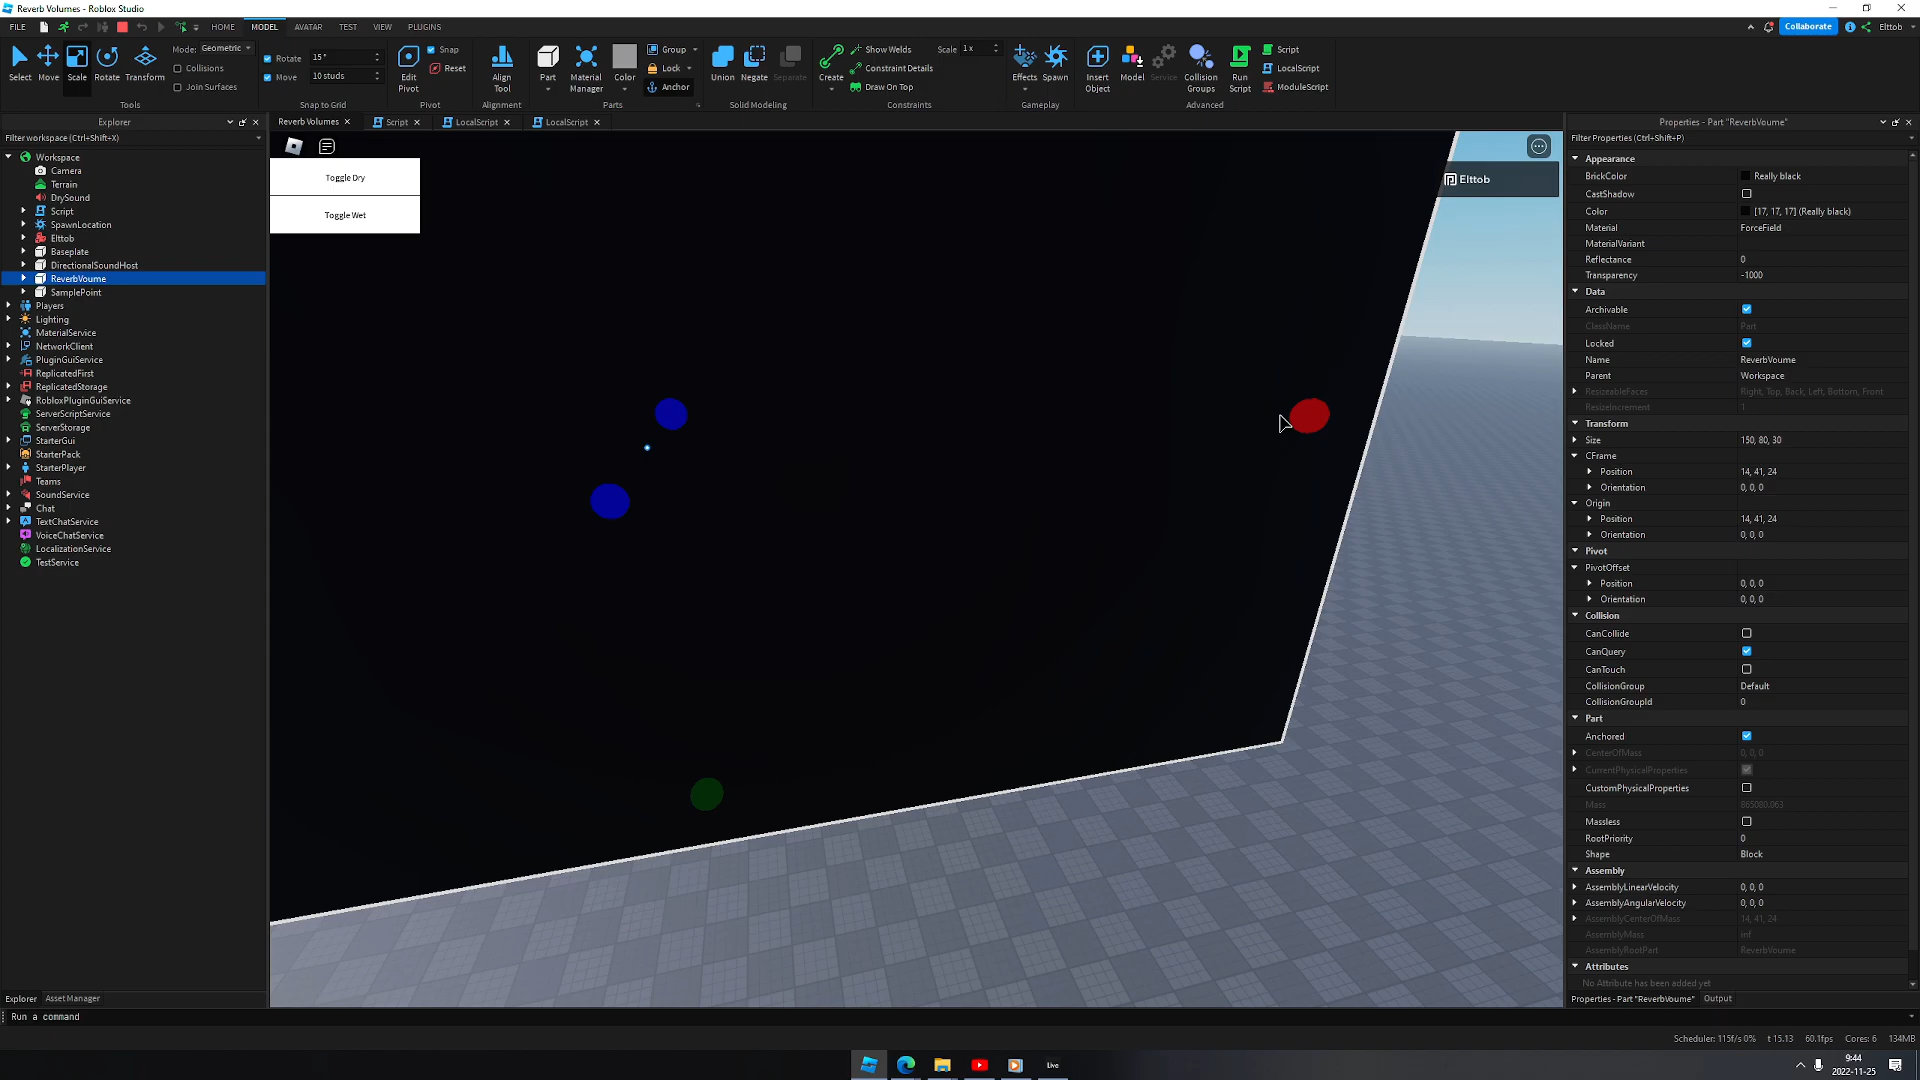 Reverb Volumes - Roblox Studio
FILE HOME MODEL AVATAR TEST VIEW PLUGINS Collaborate Elttob
Select Move Scale Rotate Transform
Mode: Geometric
Collisions
Join Surfaces
Tools
Rotate 15 °
Move 10 studs
Snap to Grid
Edit Pivot
Snap
Reset
Pivot
Align Tool
Alignment
Part Material Manager Color
Group
Lock
Anchor
Parts
Union Negate Separate
Solid Modeling
Create
Show Welds
Constraint Details
Draw On Top
Scale 1 x
Constraints
Effects Spawn
Gameplay
Insert Object Model Service Collision Groups Run Script
Script
LocalScript
ModuleScript
Advanced
Explorer
Filter workspace (Ctrl+Shift+X)
Workspace
Camera
Terrain
DrySound
Script
SpawnLocation
Elttob
Baseplate
DirectionalSoundHost
ReverbVoume
SamplePoint
Players
Lighting
MaterialService
NetworkClient
PluginGuiService
ReplicatedFirst
ReplicatedStorage
RobloxPluginGuiService
ServerScriptService
ServerStorage
StarterGui
StarterPack
StarterPlayer
Teams
SoundService
Chat
TextChatService
VoiceChatService
LocalizationService
TestService
Explorer Asset Manager
Reverb Volumes Script LocalScript LocalScript
Toggle Dry
Toggle Wet
Elttob
Properties - Part "ReverbVoume"
Filter Properties (Ctrl+Shift+P)
Appearance
BrickColor Really black
CastShadow
Color [17, 17, 17] (Really black)
Material ForceField
MaterialVariant
Reflectance 0
Transparency -1000
Data
Archivable
ClassName Part
Locked
Name ReverbVoume
Parent Workspace
ResizeableFaces Right, Top, Back, Left, Bottom, Front
ResizeIncrement 1
Transform
Size 150, 80, 30
CFrame
Position 14, 41, 24
Orientation 0, 0, 0
Origin
Position 14, 41, 24
Orientation 0, 0, 0
Pivot
PivotOffset
Position 0, 0, 0
Orientation 0, 0, 0
Collision
CanCollide
CanQuery
CanTouch
CollisionGroup Default
CollisionGroupId 0
Part
Anchored
CenterOfMass 0, 0, 0
CurrentPhysicalProperties
CustomPhysicalProperties
Mass 865080.063
Massless
RootPriority 0
Shape Block
Assembly
AssemblyLinearVelocity 0, 0, 0
AssemblyAngularVelocity 0, 0, 0
AssemblyCenterOfMass 14, 41, 24
AssemblyMass inf
AssemblyRootPart ReverbVoume
Attributes
No Attribute has been added yet
Properties - Part "ReverbVoume" Output
Run a command
Scheduler: 115f/s 0% t 15.13 60.1fps Cores: 6 134MB
Live
9:44
2022-11-25